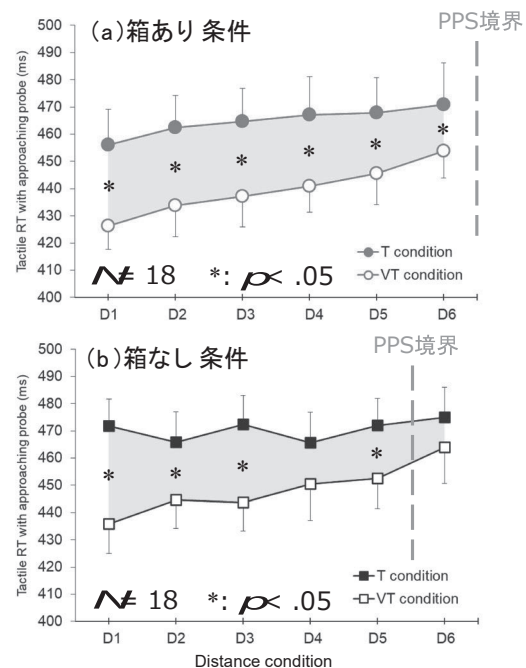 (a)箱あり 条件
PPS境界
Tactile RT with approaching probe (ms)
500
490
480
470
460
450
440
430
420
410
400
* * * * * *
T condition
VT condition
N= 18 *: p< .05
D1 D2 D3 D4 D5 D6
(b)箱なし 条件
PPS境界
Tactile RT with approaching probe (ms)
500
490
480
470
460
450
440
430
420
410
400
* * * *
T condition
VT condition
N= 18 *: p< .05
D1 D2 D3 D4 D5 D6
Distance condition